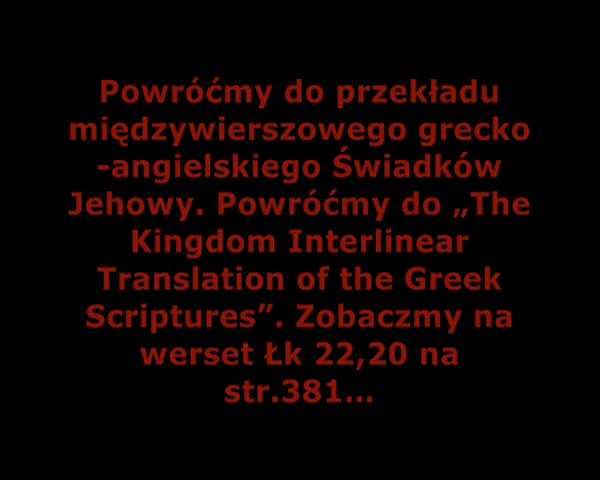 Powróćmy do przekładu
międzywierszowego grecko
-angielskiego Świadków
Jehowy. Powróćmy do „The
Kingdom Interlinear
Translation of the Greek
Scriptures”. Zobaczmy na
werset Łk 22,20 na
str.381...